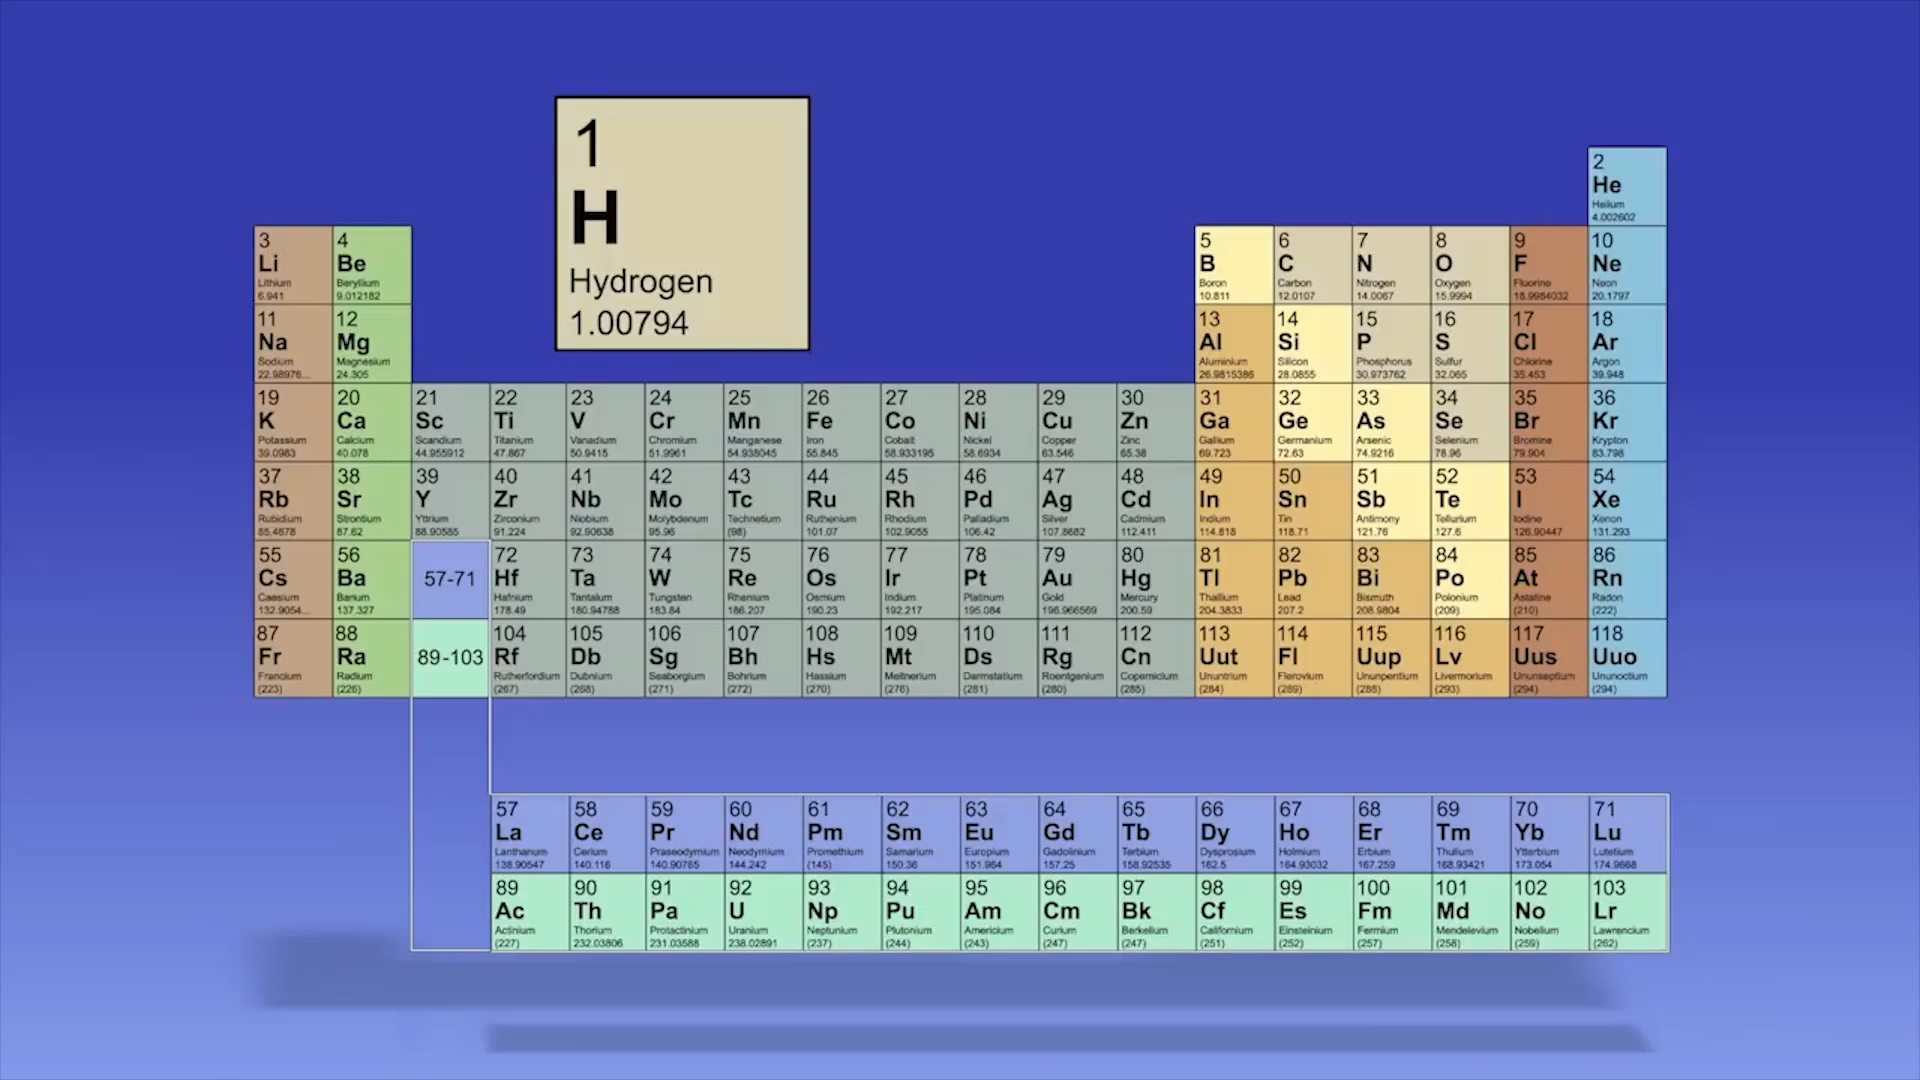 1
H
Hydrogen
1.00794
2
He
Helium
4.002602
3 4 5 6 7 8 9 10
Li Be B C N O F Ne
Lithium Beryllium Boron Carbon Nitrogen Oxygen Fluorine Neon
6.941 9.012182 10.811 12.0107 14.0067 15.9994 18.9984032 20.1797
11 12 13 14 15 16 17 18
Na Mg Al Si P S Cl Ar
Sodium Magnesium Aluminium Silicon Phosphorus Sulfur Chlorine Argon
22.98976... 24.305 26.9815386 28.0855 30.973762 32.065 35.453 39.948
19 20 21 22 23 24 25 26 27 28 29 30 31 32 33 34 35 36
K Ca Sc Ti V Cr Mn Fe Co Ni Cu Zn Ga Ge As Se Br Kr
Potassium Calcium Scandium Titanium Vanadium Chromium Manganese Iron Cobalt Nickel Copper Zinc Gallium Germanium Arsenic Selenium Bromine Krypton
39.0983 40.078 44.955912 47.867 50.9415 51.9961 54.938045 55.845 58.933195 58.6934 63.546 65.38 69.723 72.63 74.9216 78.96 79.904 83.798
37 38 39 40 41 42 43 44 45 46 47 48 49 50 51 52 53 54
Rb Sr Y Zr Nb Mo Tc Ru Rh Pd Ag Cd In Sn Sb Te I Xe
Rubidium Strontium Yttrium Zirconium Niobium Molybdenum Technetium Ruthenium Rhodium Palladium Silver Cadmium Indium Tin Antimony Tellurium Iodine Xenon
85.4678 87.62 88.90585 91.224 92.90638 95.96 (98) 101.07 102.9055 106.42 107.8682 112.411 114.818 118.71 121.76 127.6 126.90447 131.293
55 56 72 73 74 75 76 77 78 79 80 81 82 83 84 85 86
Cs Ba 57-71 Hf Ta W Re Os Ir Pt Au Hg Tl Pb Bi Po At Rn
Caesium Barium Hafnium Tantalum Tungsten Rhenium Osmium Iridium Platinum Gold Mercury Thallium Lead Bismuth Polonium Astatine Radon
132.9054... 137.327 178.49 180.94788 183.84 186.207 190.23 192.217 195.084 196.966569 200.59 204.3833 207.2 208.9804 (209) (210) (222)
87 88 104 105 106 107 108 109 110 111 112 113 114 115 116 117 118
Fr Ra 89-103 Rf Db Sg Bh Hs Mt Ds Rg Cn Uut Fl Uup Lv Uus Uuo
Francium Radium Rutherfordium Dubnium Seaborgium Bohrium Hassium Meitnerium Darmstatium Roentgenium Copernicium Ununtrium Flerovium Ununpentium Livermorium Ununseptium Ununoctium
(223) (226) (267) (268) (271) (272) (270) (276) (281) (280) (285) (284) (289) (288) (293) (294) (294)
57 58 59 60 61 62 63 64 65 66 67 68 69 70 71
La Ce Pr Nd Pm Sm Eu Gd Tb Dy Ho Er Tm Yb Lu
Lanthanum Cerium Praseodymium Neodymium Promethium Samarium Europium Gadolinium Terbium Dysprosium Holmium Erbium Thulium Ytterbium Lutetium
138.90547 140.116 140.90765 144.242 (145) 150.36 151.964 157.25 158.92535 162.5 164.93032 167.259 168.93421 173.054 174.9668
89 90 91 92 93 94 95 96 97 98 99 100 101 102 103
Ac Th Pa U Np Pu Am Cm Bk Cf Es Fm Md No Lr
Actinium Thorium Protactinium Uranium Neptunium Plutonium Americium Curium Berkelium Californium Einsteinium Fermium Mendelevium Nobelium Lawrencium
(227) 232.03806 231.03588 238.02891 (237) (244) (243) (247) (247) (251) (252) (257) (258) (259) (262)